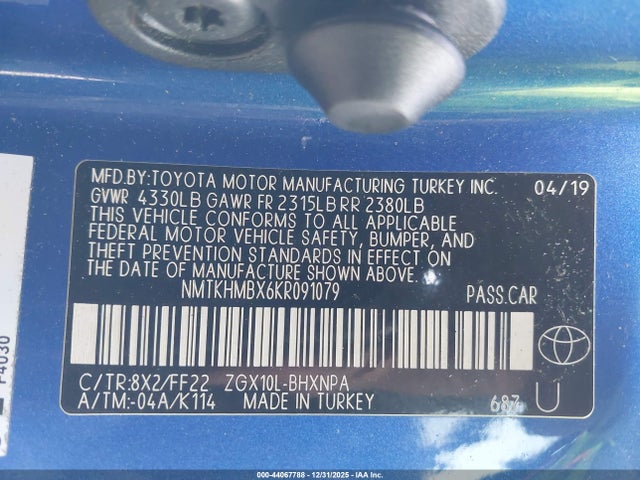 MFD.BY:TOYOTA MOTOR MANUFACTURING TURKEY INC. 04/19
GVWR 4330LB GAWR FR 2315LB RR 2380LB
THIS VEHICLE CONFORMS TO ALL APPLICABLE
FEDERAL MOTOR VEHICLE SAFETY, BUMPER, AND
THEFT PREVENTION STANDARDS IN EFFECT ON
THE DATE OF MANUFACTURE SHOWN ABOVE.
NMTKHMBX6KR091079 PASS.CAR
C/TR:8X2/FF22 ZGX10L-BHXNPA
A/TM:-04A/K114 MADE IN TURKEY
U
F4030
000-44067788 - 12/31/2025 - IAA Inc.